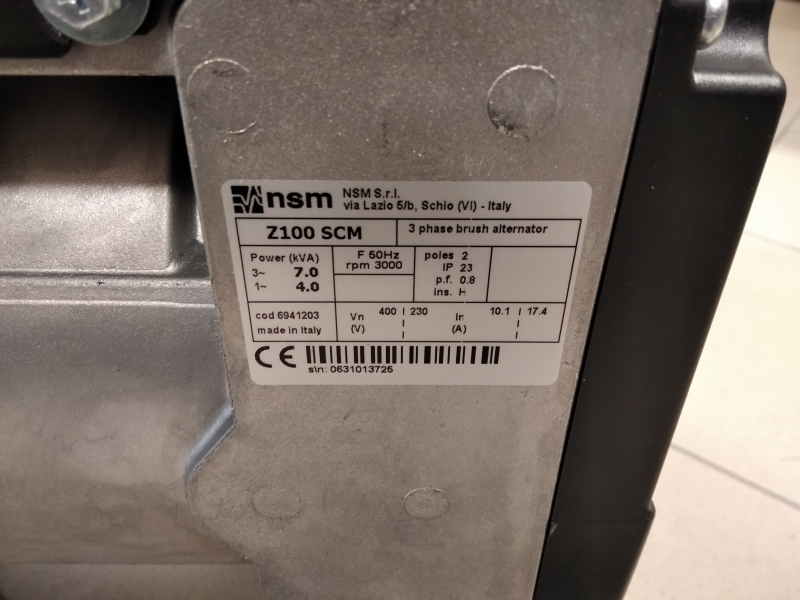 nsm
NSM S.r.l.
via Lazio 5/b, Schio (VI) - Italy
Z100 SCM
3 phase brush alternator
Power (kVA)
3~ 7.0
1~ 4.0
F 50Hz
rpm 3000
poles 2
IP 23
p.f. 0.8
ins. H
cod 6941203
made in Italy
Vn (V) 400 | 230
In (A) 10.1 | 17.4
CE
s\n: 0631013725